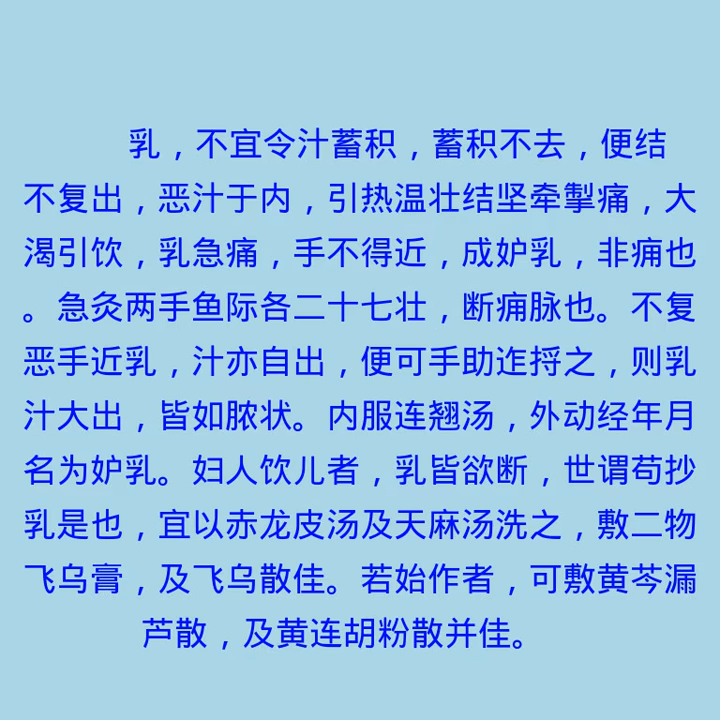 乳，不宜令汁蓄积，蓄积不去，便结
不复出，恶汁于内，引热温壮结坚牵掣痛，大
渴引饮，乳急痛，手不得近，成妒乳，非痈也
。急灸两手鱼际各二十七壮，断痈脉也。不复
恶手近乳，汁亦自出，便可手助迮捋之，则乳
汁大出，皆如脓状。内服连翘汤，外动经年月
名为妒乳。妇人饮儿者，乳皆欲断，世谓苟抄
乳是也，宜以赤龙皮汤及天麻汤洗之，敷二物
飞乌膏，及飞乌散佳。若始作者，可敷黄芩漏
芦散，及黄连胡粉散并佳。